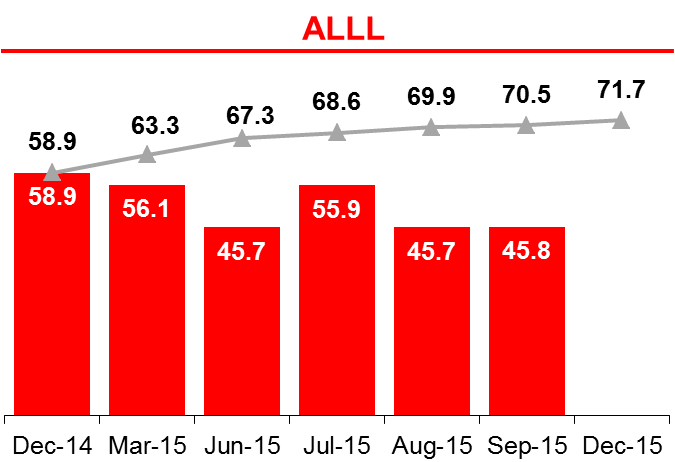 ALLL
58.9 63.3 67.3 68.6 69.9 70.5 71.7
58.9 56.1 45.7 55.9 45.7 45.8
Dec-14 Mar-15 Jun-15 Jul-15 Aug-15 Sep-15 Dec-15